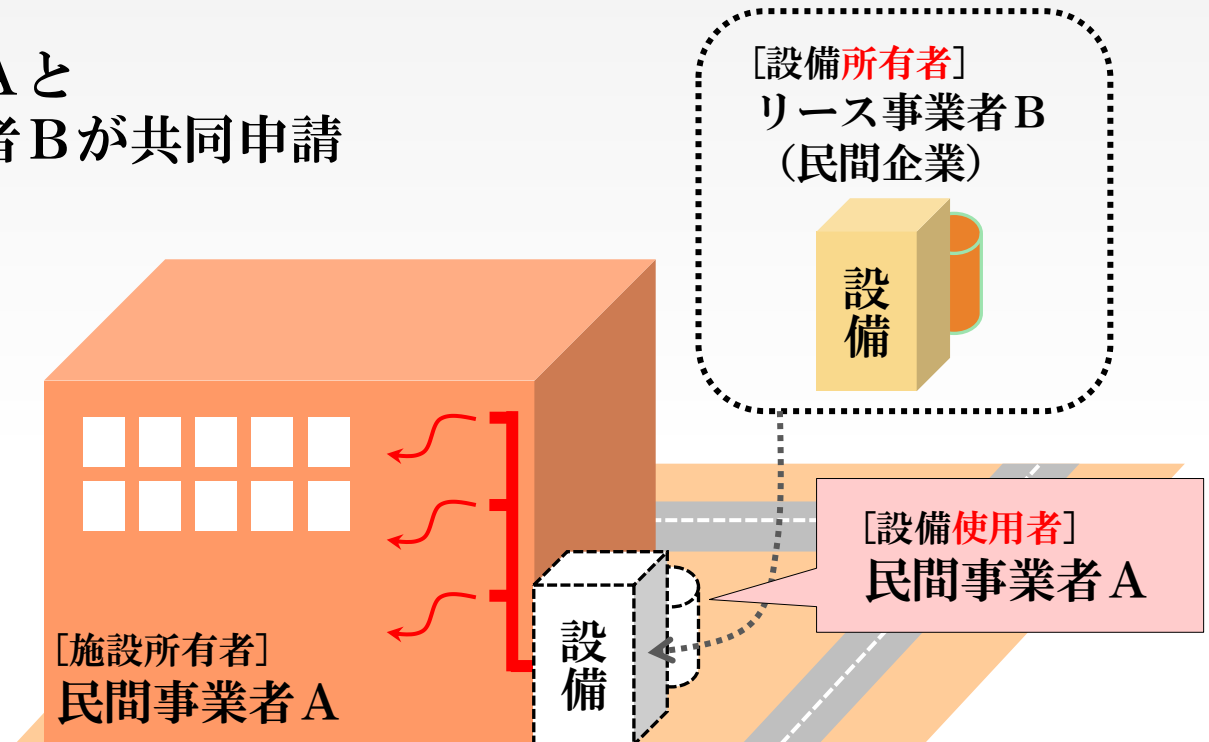 Aと
者Bが共同申請
［設備所有者］
リース事業者B
（民間企業）
設備
［設備使用者］
民間事業者A
設備
［施設所有者］
民間事業者A